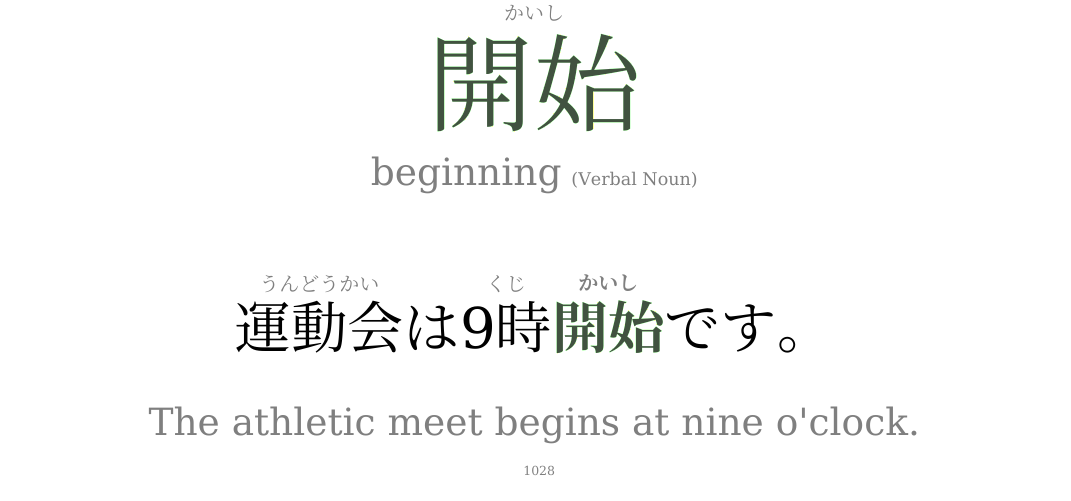 かいし
開始
beginning (Verbal Noun)
うんどうかい くじ かいし
運動会は9時開始です。
The athletic meet begins at nine o'clock.
1028